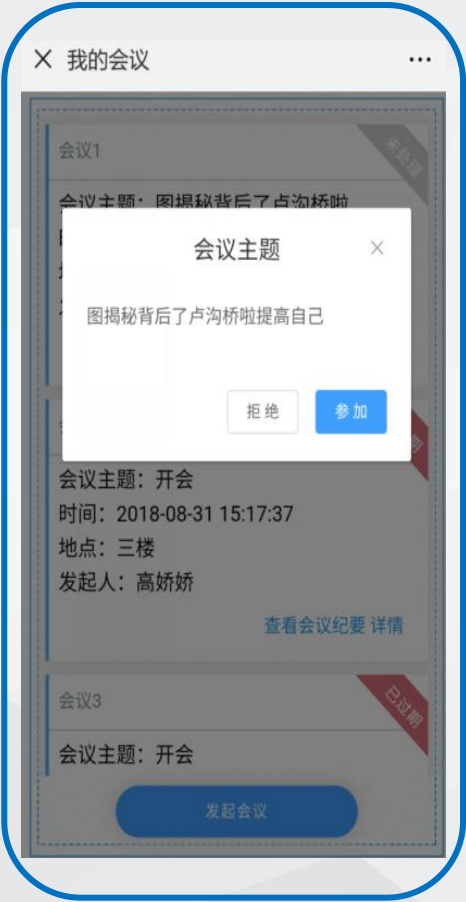 我的会议
会议1
未处理
会议主题：图揭秘背后了卢沟桥啦
会议主题
图揭秘背后了卢沟桥啦提高自己
拒绝
参加
期
会议主题：开会
时间：2018-08-31 15:17:37
地点：三楼
发起人：高娇娇
查看会议纪要 详情
会议3
已过期
会议主题：开会
发起会议